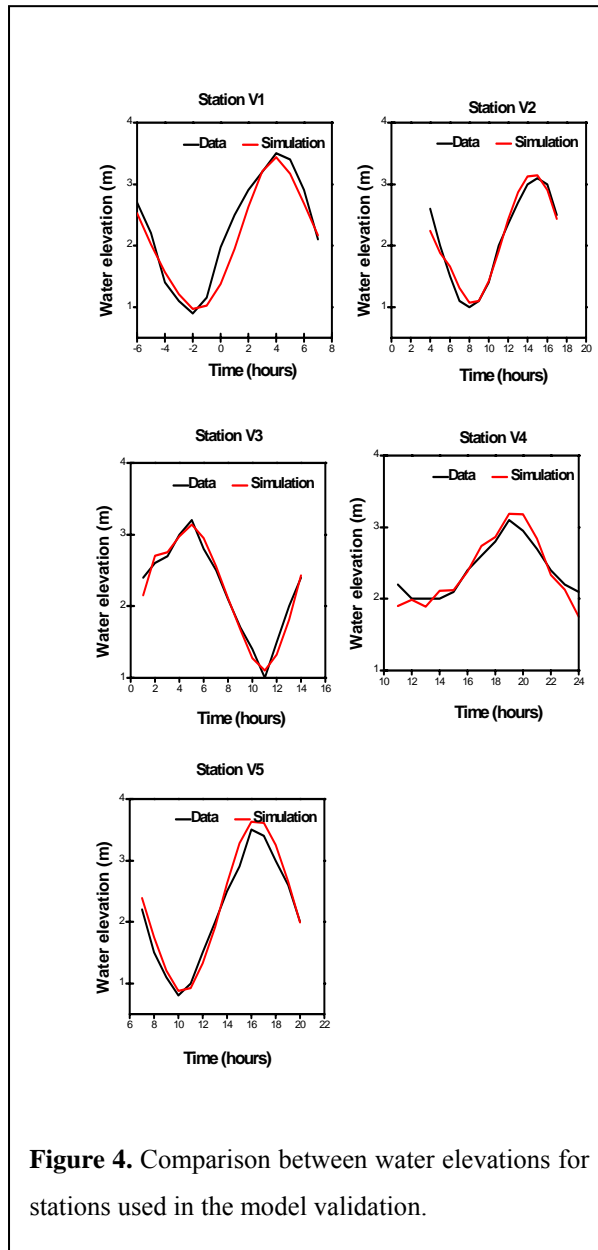 Station V1
Data Simulation
Water elevation (m)
4
3
2
1
-6 -4 -2 0 2 4 6 8
Time (hours)
Station V2
Data Simulation
Water elevation (m)
4
3
2
1
0 2 4 6 8 10 12 14 16 18 20
Time (hours)
Station V3
Data Simulation
Water elevation (m)
4
3
2
1
0 2 4 6 8 10 12 14 16
Time (hours)
Station V4
Data Simulation
Water elevation (m)
4
3
2
1
10 12 14 16 18 20 22 24
Time (hours)
Station V5
Data Simulation
Water elevation (m)
4
3
2
1
6 8 10 12 14 16 18 20 22
Time (hours)
Figure 4. Comparison between water elevations for
stations used in the model validation.